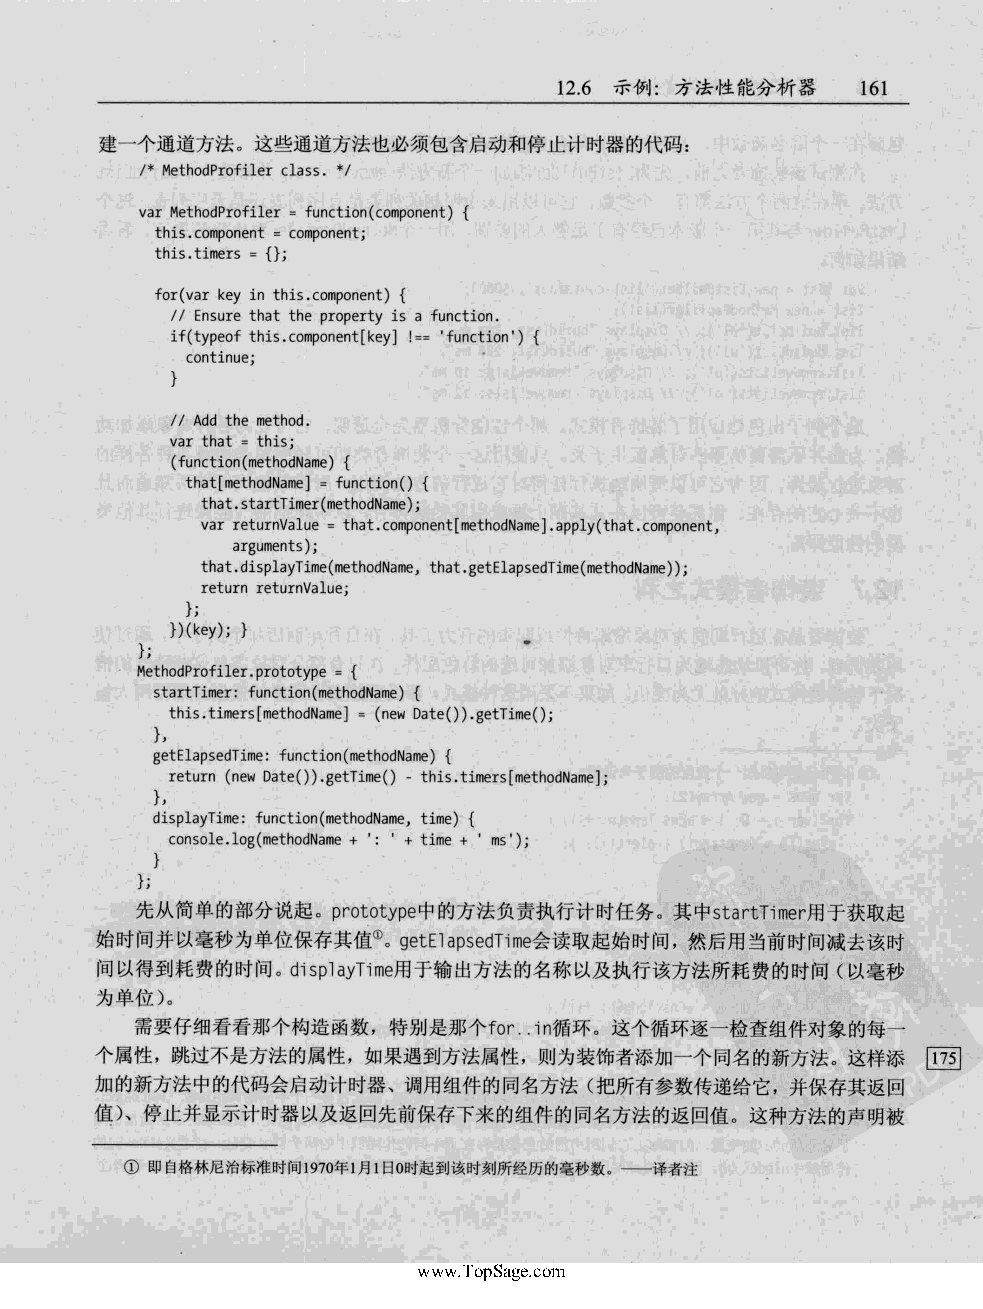 12.6 示例：方法性能分析器 161
建一个通道方法。这些通道方法也必须包含启动和停止计时器的代码：
/* MethodProfiler class. */
var MethodProfiler = function(component) {
this.component = component;
this.timers = {};
for(var key in this.component) {
// Ensure that the property is a function.
if(typeof this.component[key] !== 'function') {
continue;
}
// Add the method.
var that = this;
(function(methodName) {
that[methodName] = function() {
that.startTimer(methodName);
var returnValue = that.component[methodName].apply(that.component,
arguments);
that.displayTime(methodName, that.getElapsedTime(methodName));
return returnValue;
};
})(key); }
};
MethodProfiler.prototype = {
startTimer: function(methodName) {
this.timers[methodName] = (new Date()).getTime();
},
getElapsedTime: function(methodName) {
return (new Date()).getTime() - this.timers[methodName];
},
displayTime: function(methodName, time) {
console.log(methodName + ': ' + time + ' ms');
}
};
先从简单的部分说起。prototype中的方法负责执行计时任务。其中startTimer用于获取起
始时间并以毫秒为单位保存其值①。getElapsedTime会读取起始时间，然后用当前时间减去该时
间以得到耗费的时间。displayTime用于输出方法的名称以及执行该方法所耗费的时间（以毫秒
为单位）。
需要仔细看看那个构造函数，特别是那个for..in循环。这个循环逐一检查组件对象的每一
个属性，跳过不是方法的属性，如果遇到方法属性，则为装饰者添加一个同名的新方法。这样添
175
加的新方法中的代码会启动计时器、调用组件的同名方法（把所有参数传递给它，并保存其返回
值）、停止并显示计时器以及返回先前保存下来的组件的同名方法的返回值。这种方法的声明被
① 即自格林尼治标准时间1970年1月1日0时起到该时刻所经历的毫秒数。——译者注
www.TopSage.com